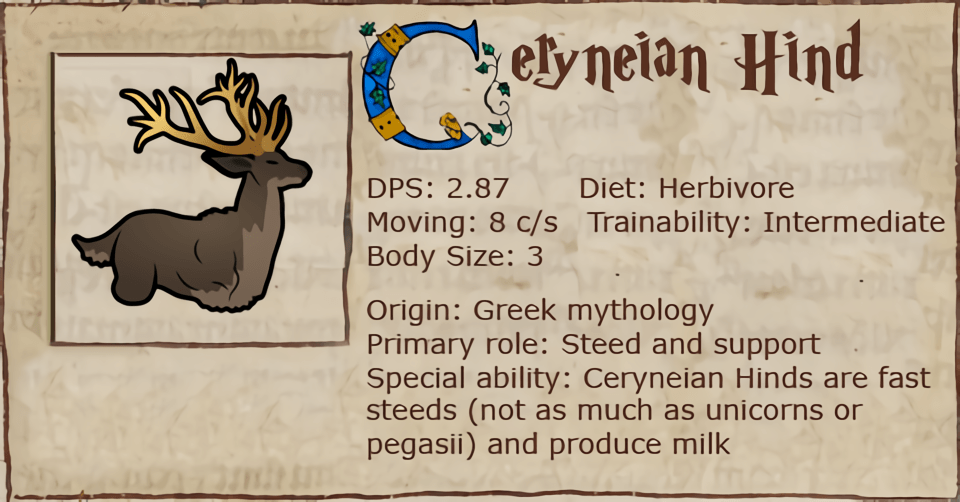 Ceryneian Hind
DPS: 2.87 Diet: Herbivore
Moving: 8 c/s Trainability: Intermediate
Body Size: 3
Origin: Greek mythology
Primary role: Steed and support
Special ability: Ceryneian Hinds are fast
steeds (not as much as unicorns or
pegasii) and produce milk